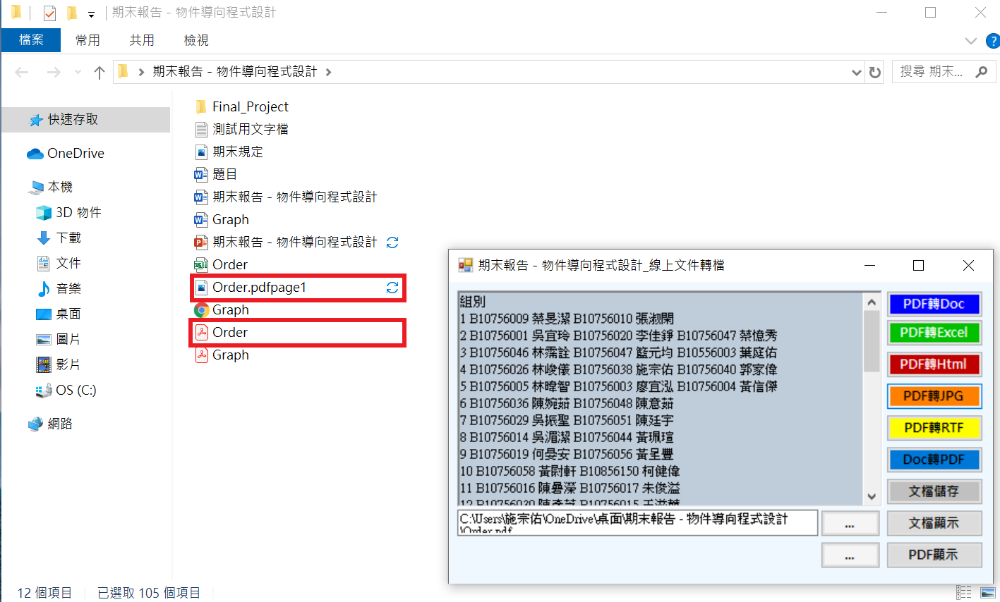 期末報告 - 物件導向程式設計
檔案 常用 共用 檢視
期末報告 - 物件導向程式設計
搜尋 期末...
快速存取
OneDrive
本機
3D 物件
下載
文件
音樂
桌面
圖片
影片
OS (C:)
網路
Final_Project
測試用文字檔
期末規定
題目
期末報告 - 物件導向程式設計
Graph
期末報告 - 物件導向程式設計
Order
Order.pdfpage1
Graph
Order
Graph
12 個項目 已選取 105 個項目
期末報告 - 物件導向程式設計_線上文件轉檔
組別
1 B10756009 蔡旻潔 B10756010 張淑閑
2 B10756001 吳宜玲 B10756020 李佳錚 B10756047 蔡憶秀
3 B10756046 林霈詮 B10756047 籃元均 B10556003 葉庭佑
4 B10756026 林峻儀 B10756038 施宗佑 B10756040 郭家偉
5 B10756005 林暐智 B10756003 廖宜泓 B10756004 黃信傑
6 B10756036 陳婉茹 B10756048 陳意茹
7 B10756029 吳振聖 B10756051 陳廷宇
8 B10756014 吳湄潔 B10756044 黃珮瑄
9 B10756019 何晏安 B10756056 黃呈豐
10 B10756058 黃尉軒 B10856150 柯健偉
11 B10756016 B10756017 朱俊溢
12 B10756030 B10756015
C:\Users\施宗佑\OneDrive\桌面\期末報告 - 物件導向程式設計
\Order.pdf
...
...
PDF轉Doc
PDF轉Excel
PDF轉Html
PDF轉JPG
PDF轉RTF
Doc轉PDF
文檔儲存
文檔顯示
PDF顯示